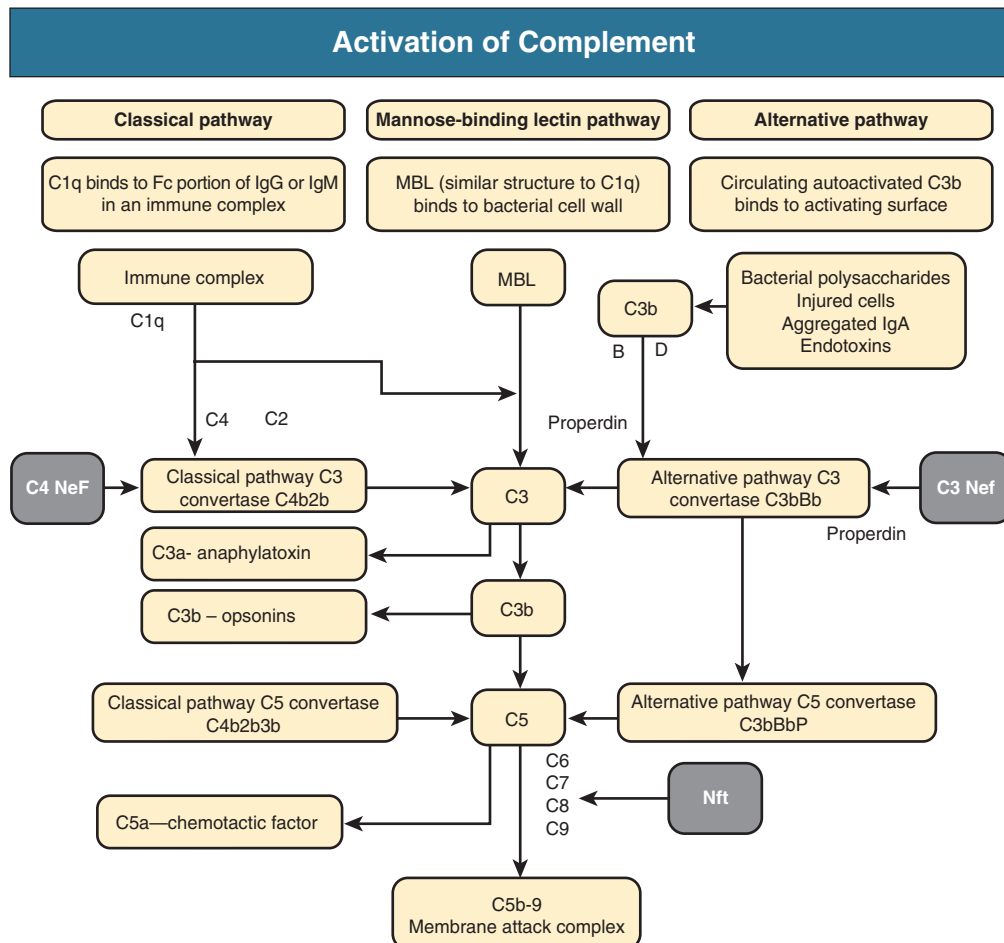 Activation of Complement
Classical pathway
Mannose-binding lectin pathway
Alternative pathway
C1q binds to Fc portion of IgG or IgM
in an immune complex
MBL (similar structure to C1q)
binds to bacterial cell wall
Circulating autoactivated C3b
binds to activating surface
Immune complex
MBL
C3b
Bacterial polysaccharides
Injured cells
Aggregated IgA
Endotoxins
C1q
B
D
C4
C2
Properdin
C4 NeF
Classical pathway C3
convertase C4b2b
C3
Alternative pathway C3
convertase C3bBb
C3 Nef
Properdin
C3a- anaphylatoxin
C3b – opsonins
C3b
Classical pathway C5 convertase
C4b2b3b
C5
Alternative pathway C5 convertase
C3bBbP
C6
C7
C8
C9
Nft
C5a—chemotactic factor
C5b-9
Membrane attack complex